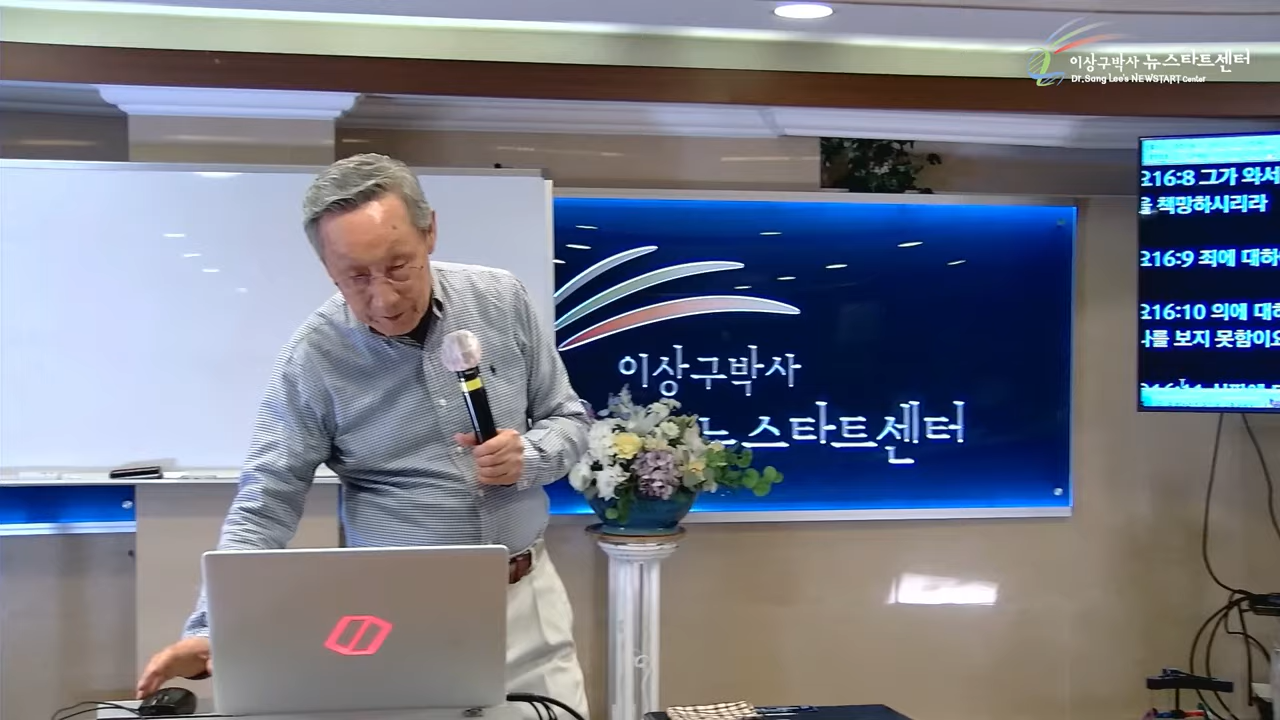 이상구박사 뉴스타트센터
Dr.Sang Lee's NEWSTART Center
이상구박사
뉴스타트센터
216:8 그가 와서
을 책망하시리라
216:9 죄에 대하
216:10 의에 대하
나를 보지 못함이요